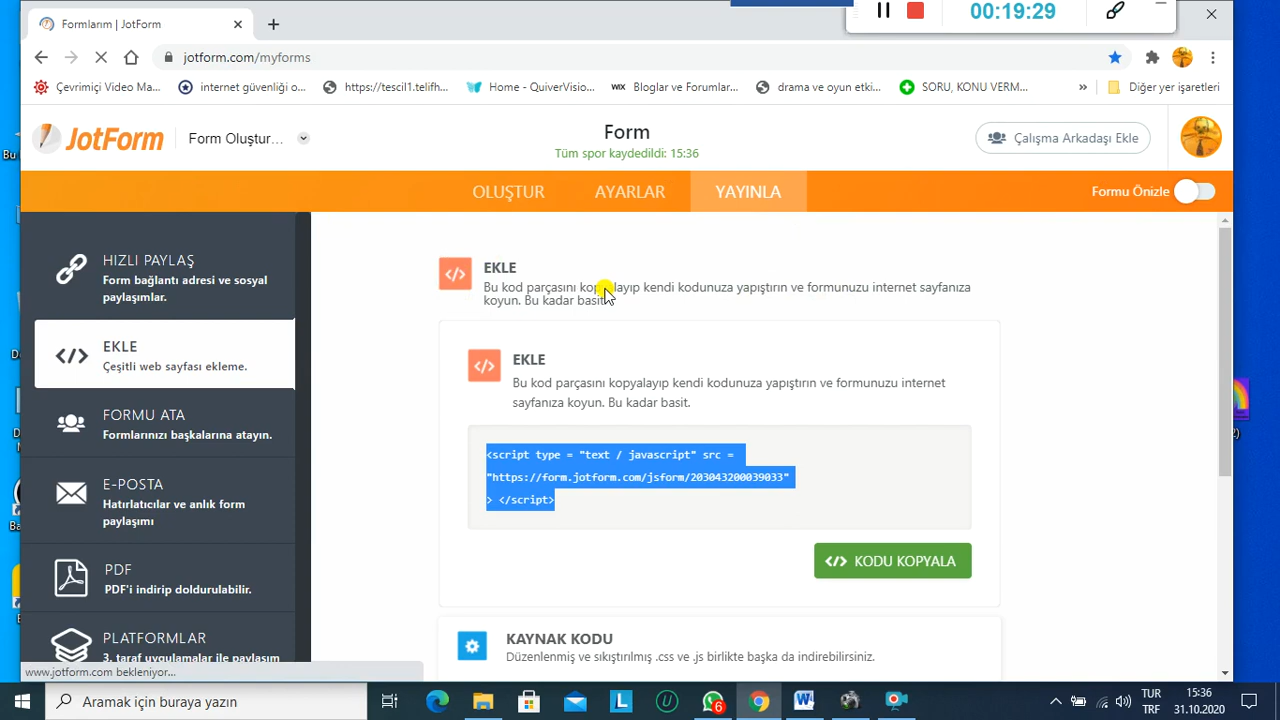 Formlarım | JotForm
00:19:29
jotform.com/myforms
Çevrimiçi Video Ma...
internet güvenliği o...
https://tescil1.telifh...
Home - QuiverVisio...
WIX
Bloglar ve Forumlar...
drama ve oyun etki...
SORU, KONU VERM...
»
Diğer yer işaretleri
JotForm
Form Oluştur...
Form
Tüm spor kaydedildi: 15:36
Çalışma Arkadaşı Ekle
OLUŞTUR
AYARLAR
YAYINLA
Formu Önizle
HIZLI PAYLAŞ
Form bağlantı adresi ve sosyal
paylaşımlar.
EKLE
Çeşitli web sayfası ekleme.
FORMU ATA
Formlarınızı başkalarına atayın.
E-POSTA
Hatırlatıcılar ve anlık form
paylaşımı
PDF
PDF'i indirip doldurulabilir.
PLATFORMLAR
3. taraf uygulamalar ile paylaşım
www.jotform.com bekleniyor...
EKLE
Bu kod parçasını kopyalayıp kendi kodunuza yapıştırın ve formunuzu internet sayfanıza
koyun. Bu kadar basit.
EKLE
Bu kod parçasını kopyalayıp kendi kodunuza yapıştırın ve formunuzu internet
sayfanıza koyun. Bu kadar basit.
<script type = "text / javascript" src =
"https://form.jotform.com/jsform/203043200039033"
> </script>
</> KODU KOPYALA
KAYNAK KODU
Düzenlenmiş ve sıkıştırılmış .css ve .js birlikte başka da indirebilirsiniz.
Aramak için buraya yazın
6
TUR
TRF
15:36
31.10.2020